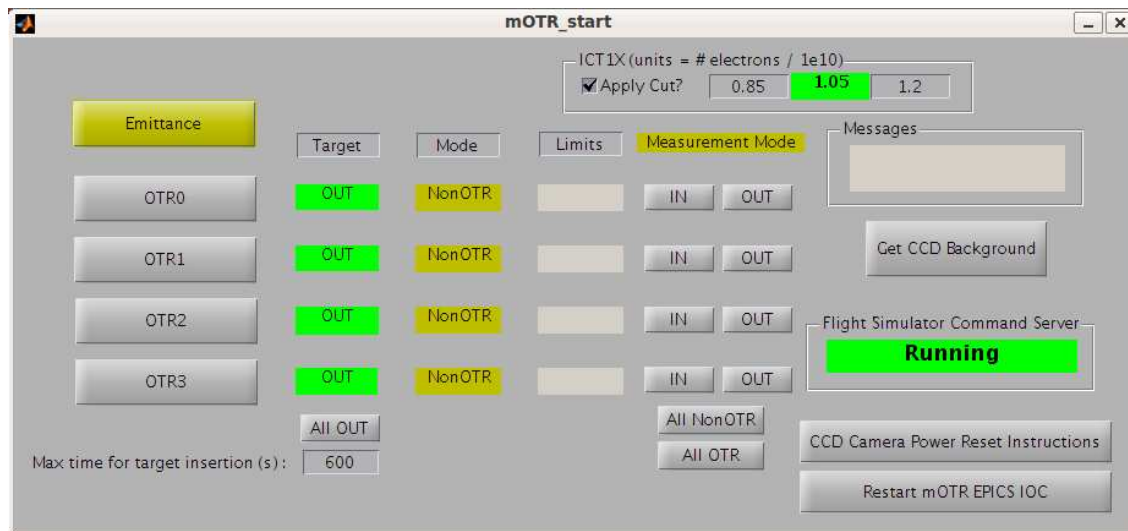 mOTR_start
ICT1X (units = # electrons / 1e10)
Apply Cut? 0.85 1.05 1.2
Emittance
Target Mode Limits Measurement Mode
Messages
OTR0 OUT NonOTR IN OUT
Get CCD Background
OTR1 OUT NonOTR IN OUT
OTR2 OUT NonOTR IN OUT
Flight Simulator Command Server
Running
OTR3 OUT NonOTR IN OUT
All OUT All NonOTR
CCD Camera Power Reset Instructions
Max time for target insertion (s): 600 All OTR
Restart mOTR EPICS IOC